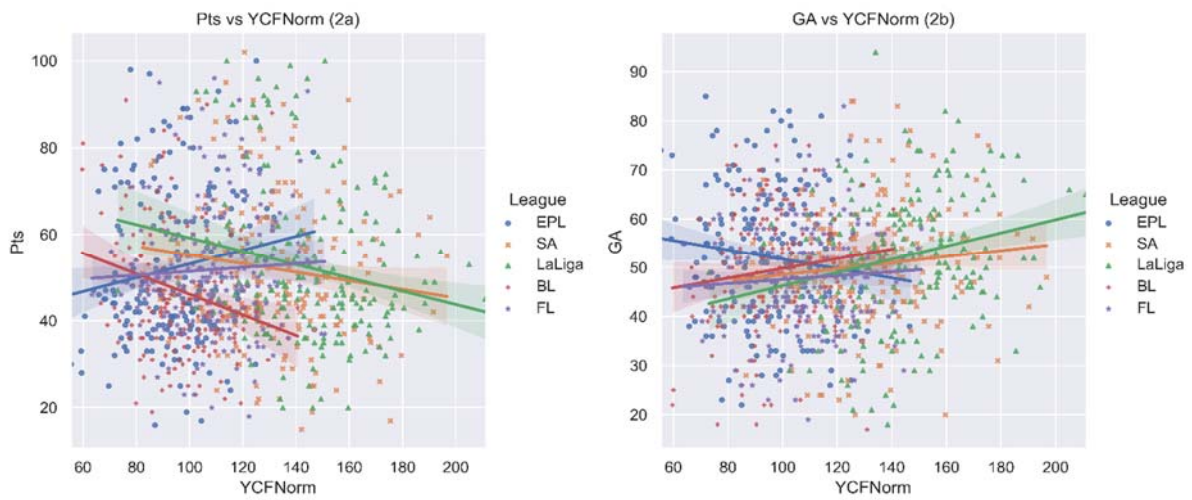 Pts vs YCFNorm (2a)
Pts
100
80
60
40
20
60 80 100 120 140 160 180 200
YCFNorm
League
EPL
SA
LaLiga
BL
FL
GA vs YCFNorm (2b)
GA
90
80
70
60
50
40
30
20
60 80 100 120 140 160 180 200
YCFNorm
League
EPL
SA
LaLiga
BL
FL